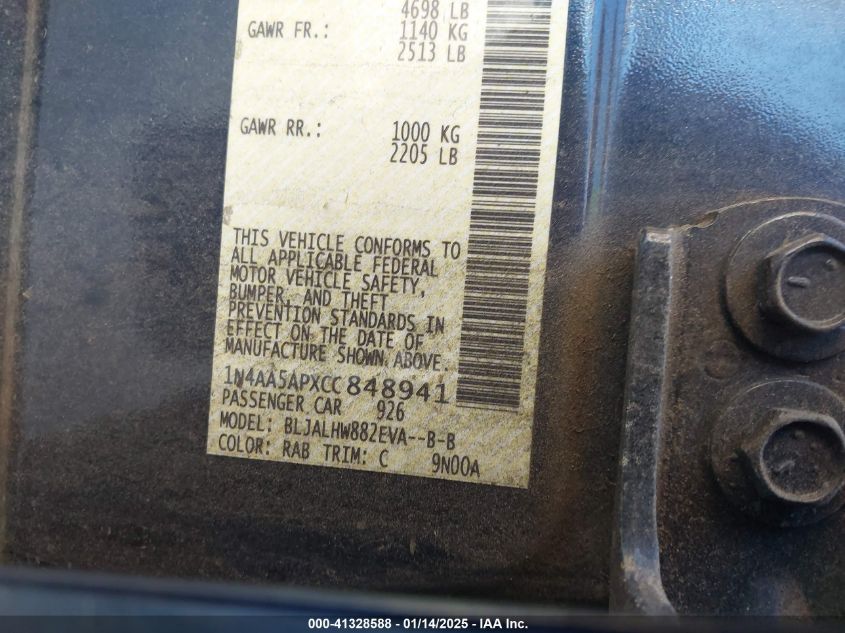 4698 LB
GAWR FR.: 1140 KG
2513 LB
GAWR RR.: 1000 KG
2205 LB
THIS VEHICLE CONFORMS TO
ALL APPLICABLE FEDERAL
MOTOR VEHICLE SAFETY,
BUMPER, AND THEFT
PREVENTION STANDARDS IN
EFFECT ON THE DATE OF
MANUFACTURE SHOWN ABOVE.
1N4AA5APXCC848941
PASSENGER CAR 926
MODEL: BLJALHW882EVA--B-B
COLOR: RAB TRIM: C 9N00A
000-41328588 - 01/14/2025 - IAA Inc.